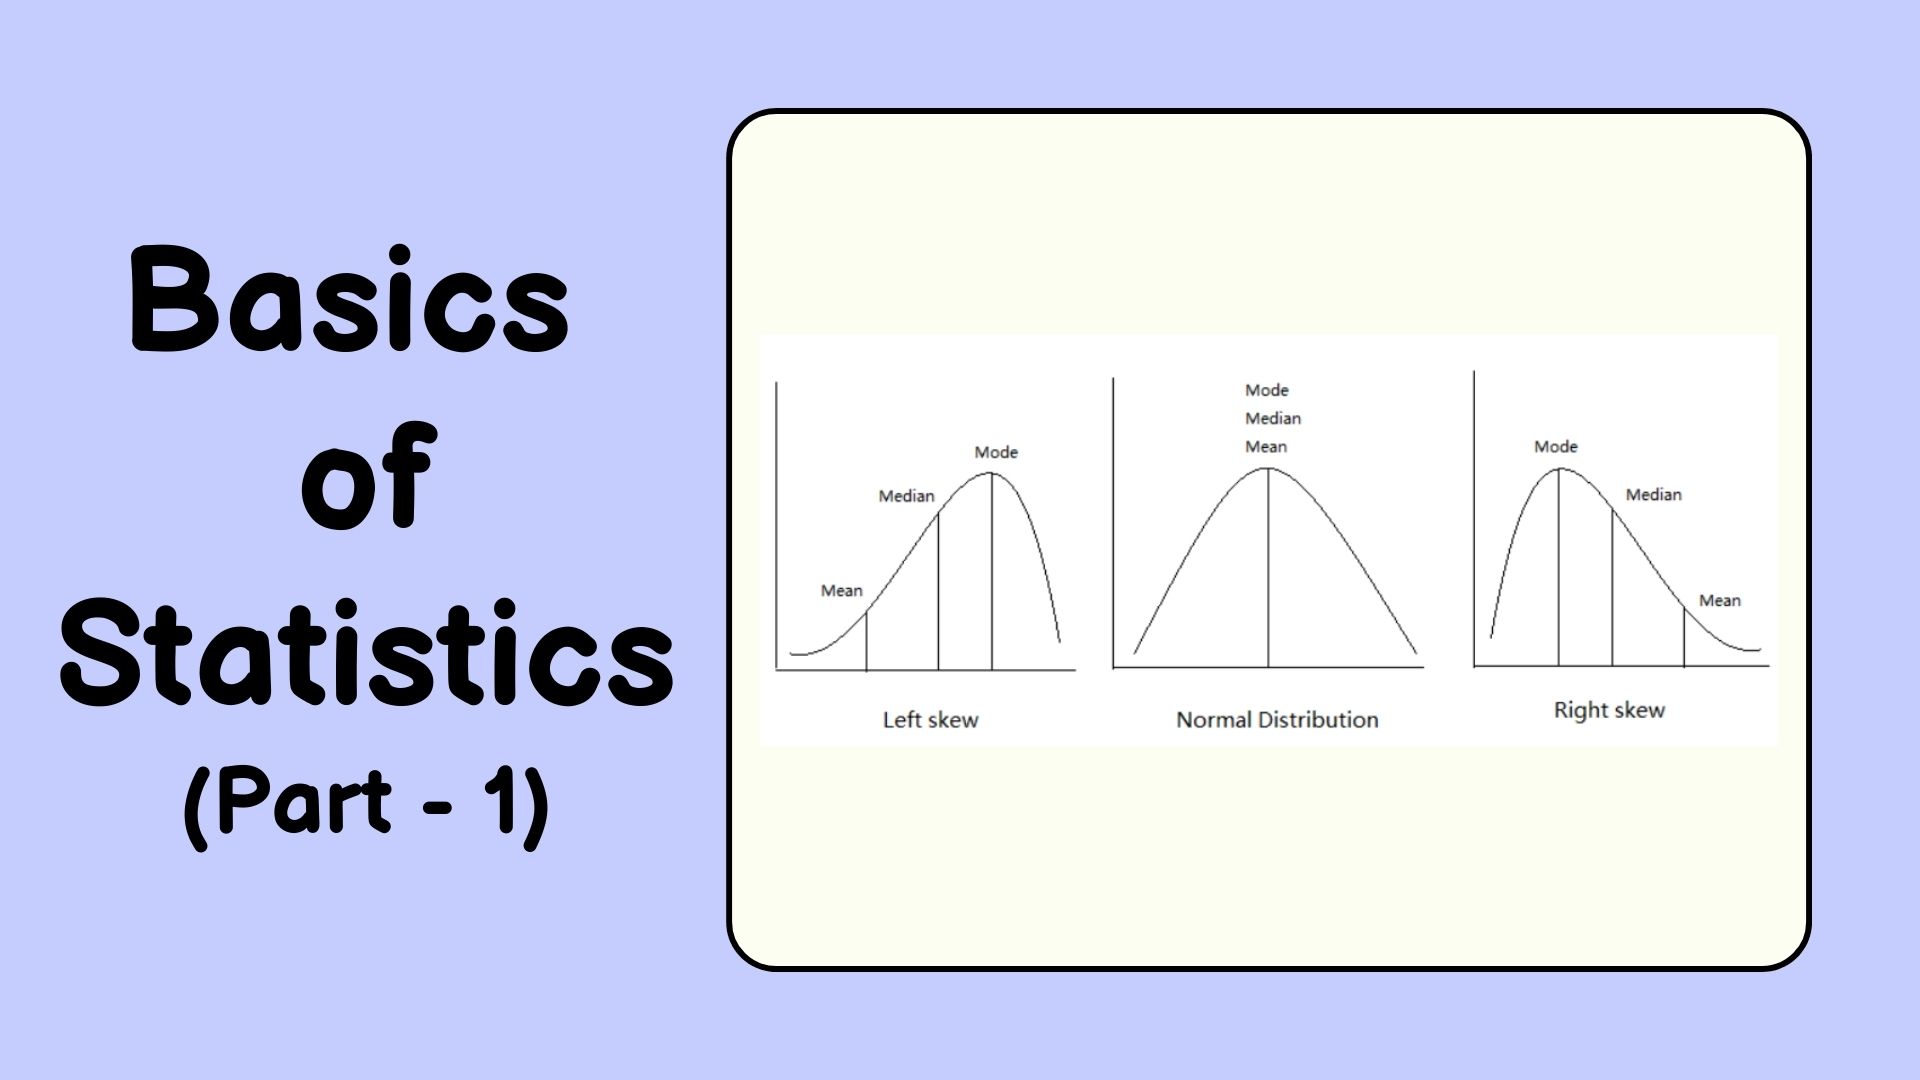 Basics
of
Statistics
(Part - 1)
Mode
Median
Mean
Left skew
Mode
Median
Mean
Normal Distribution
Mode
Median
Mean
Right skew